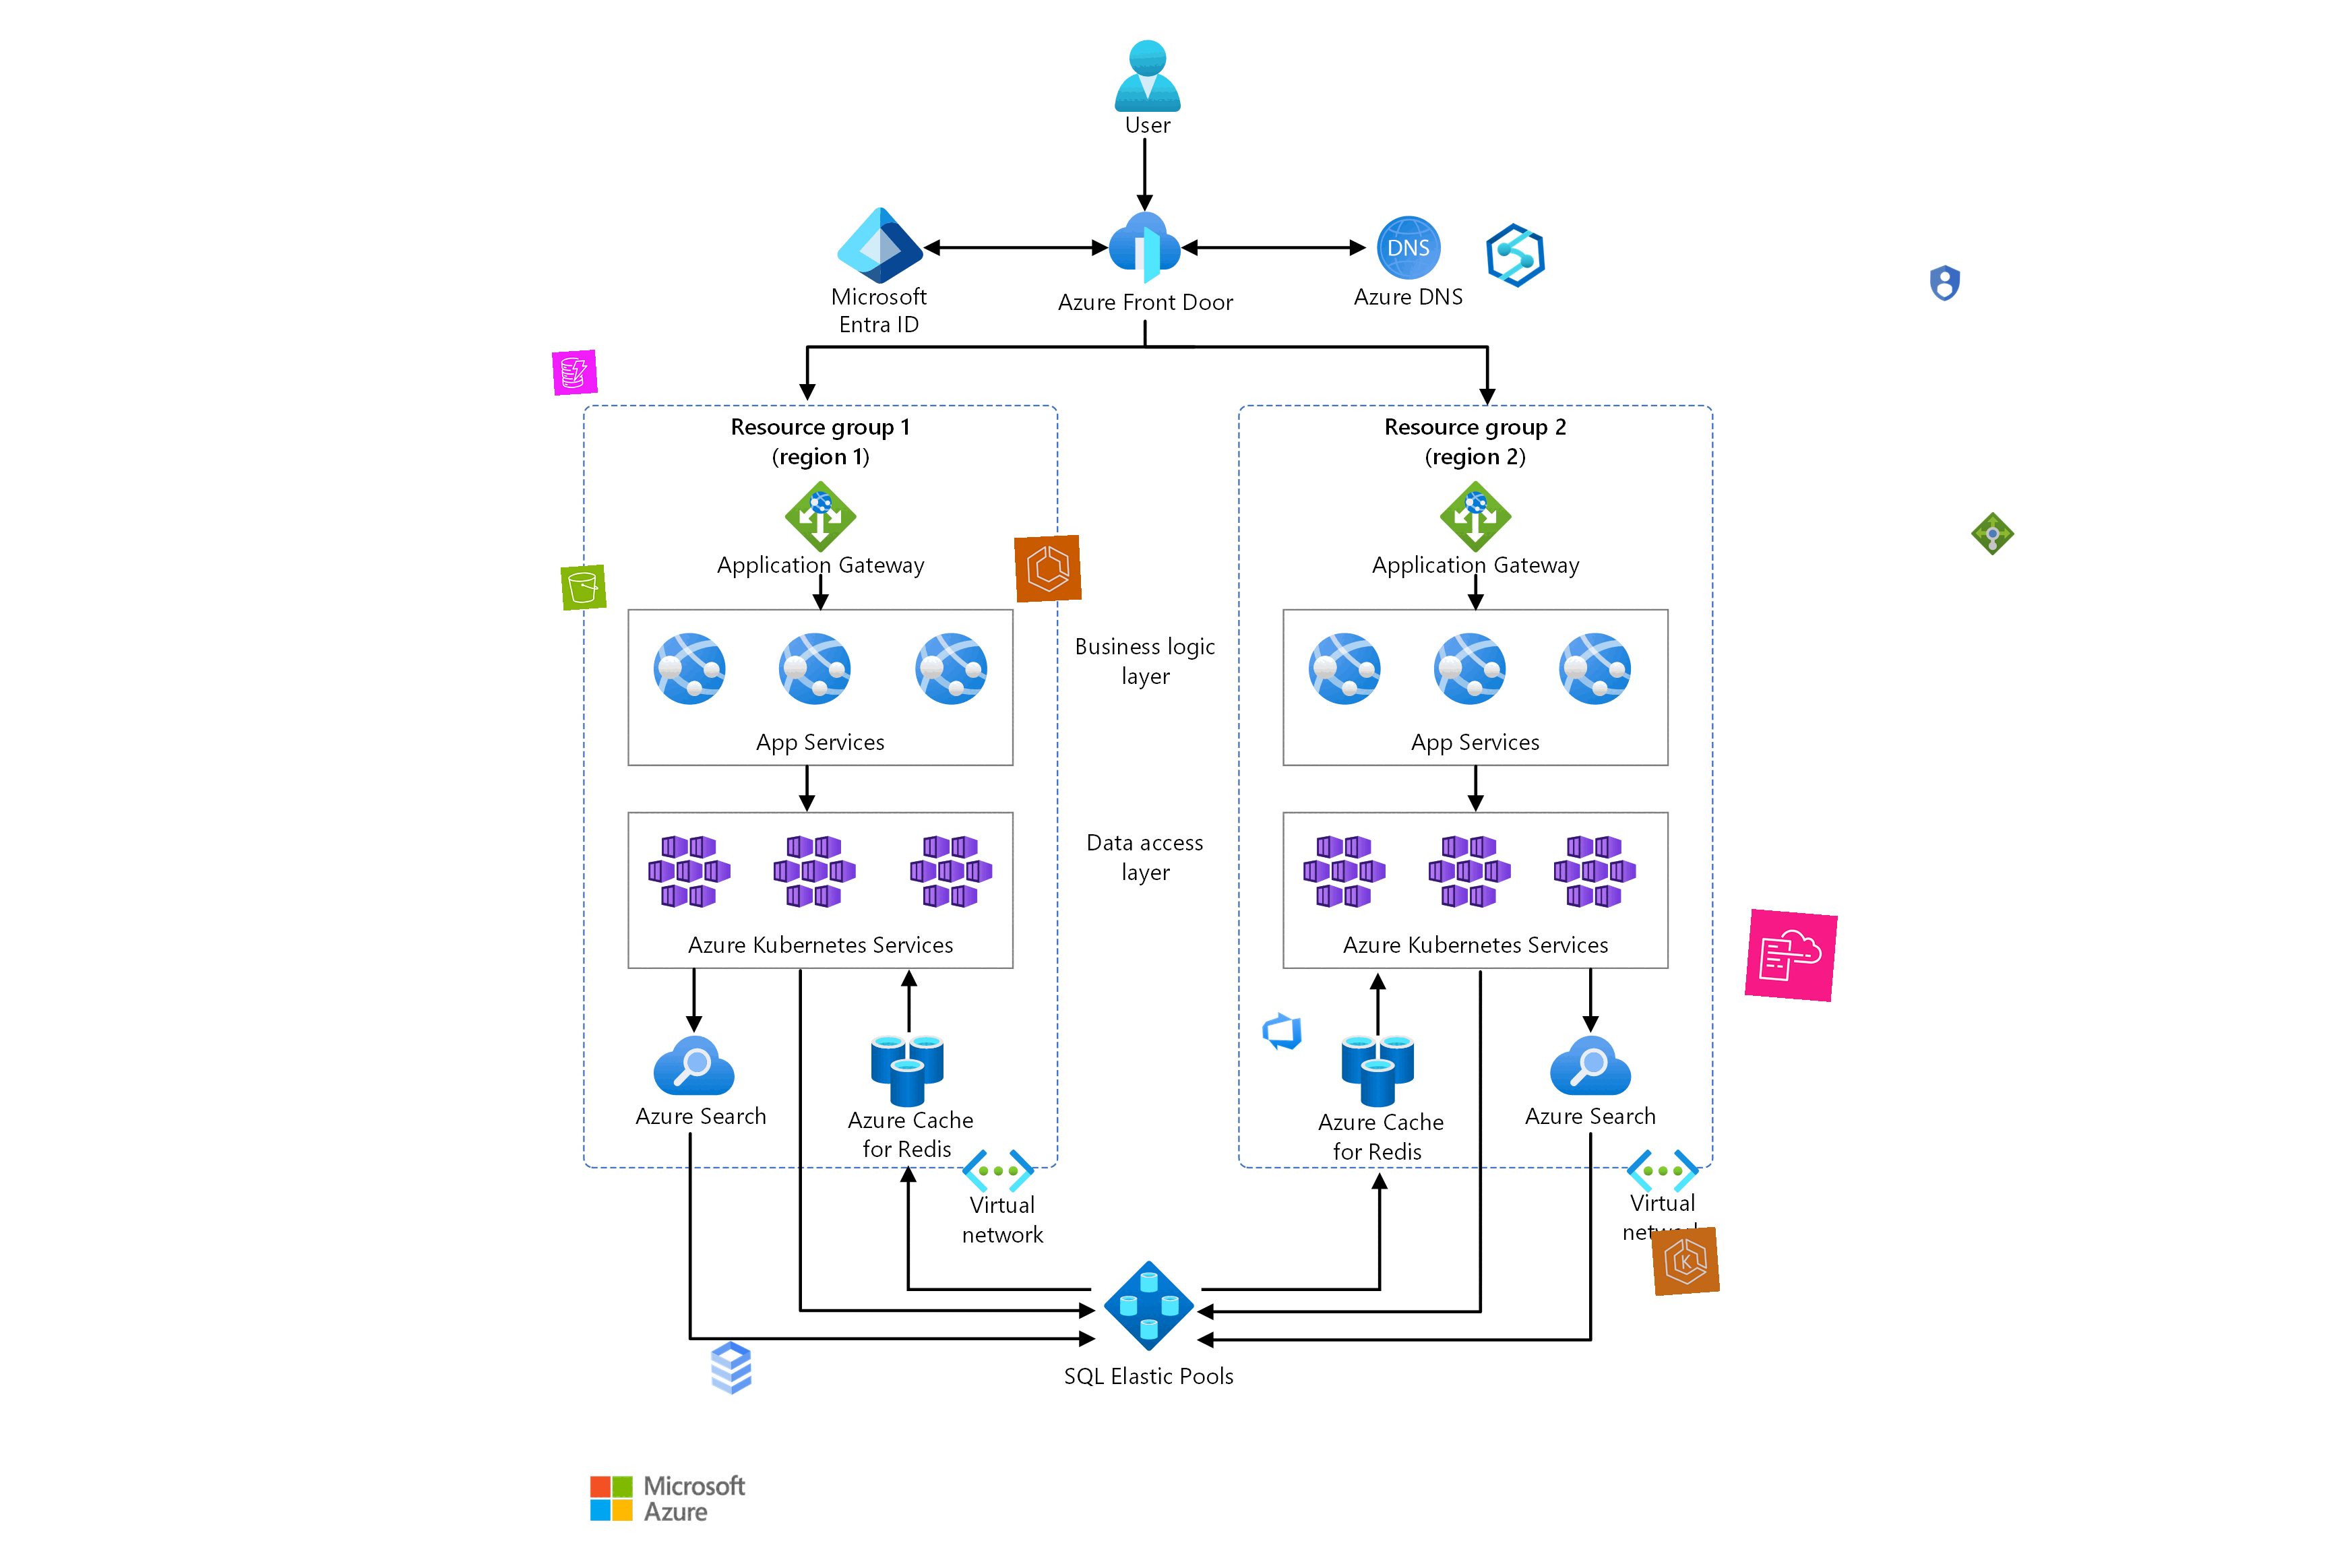 User
DNS
Microsoft
Entra ID
Azure Front Door
Azure DNS
Resource group 1
(region 1)
Resource group 2
(region 2)
Application Gateway
Application Gateway
Business logic
layer
App Services
App Services
Data access
layer
Azure Kubernetes Services
Azure Kubernetes Services
Azure Search
Azure Cache
for Redis
Azure Cache
for Redis
Azure Search
Virtual
network
Virtual
K
SQL Elastic Pools
Microsoft
Azure